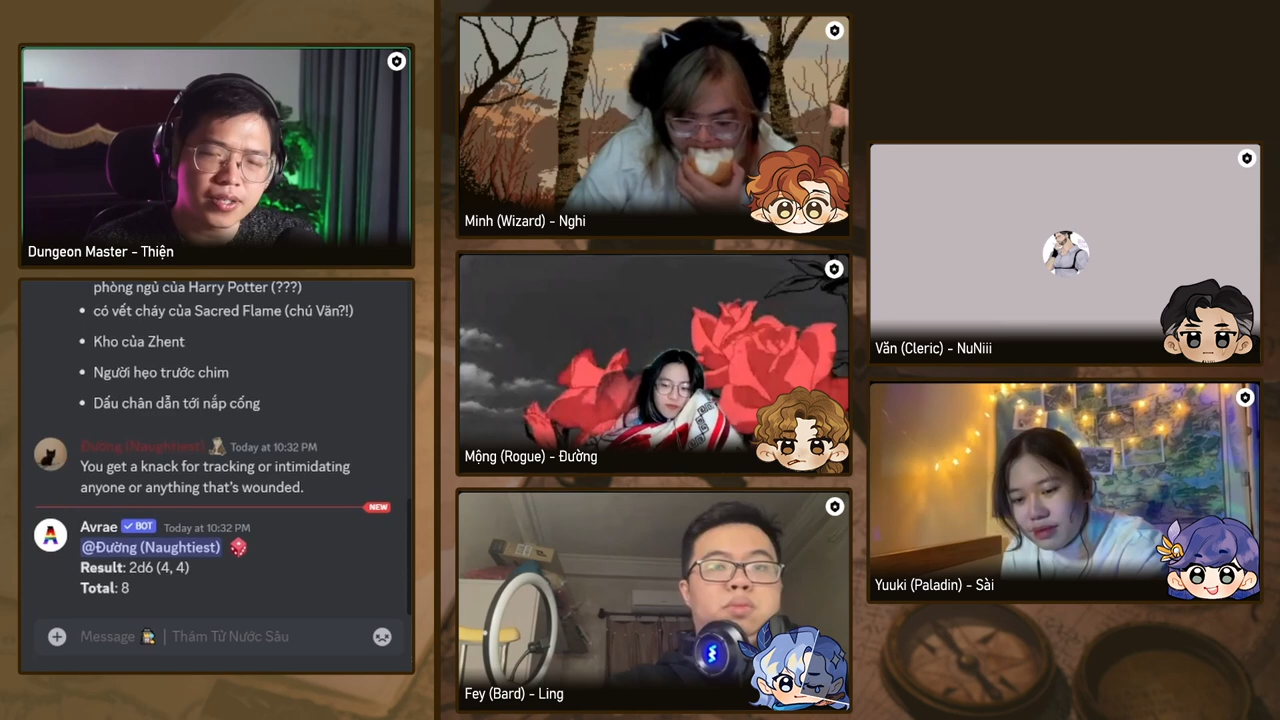 Dungeon Master - Thiện
phòng ngủ của Harry Potter (???)
• có vết cháy của Sacred Flame (chú Văn?!)
• Kho của Zhent
• Người hẹo trước chim
• Dấu chân dẫn tới nắp cống
Đường (Naughtiest) Today at 10:32 PM
You get a knack for tracking or intimidating
anyone or anything that's wounded.
NEW
Avrae ✓ BOT Today at 10:32 PM
@Đường (Naughtiest)
Result: 2d6 (4, 4)
Total: 8
Message | Thám Tử Nước Sâu
Minh (Wizard) - Nghi
Mộng (Rogue) - Đường
Fey (Bard) - Ling
Văn (Cleric) - NuNiii
Yuuki (Paladin) - Sài